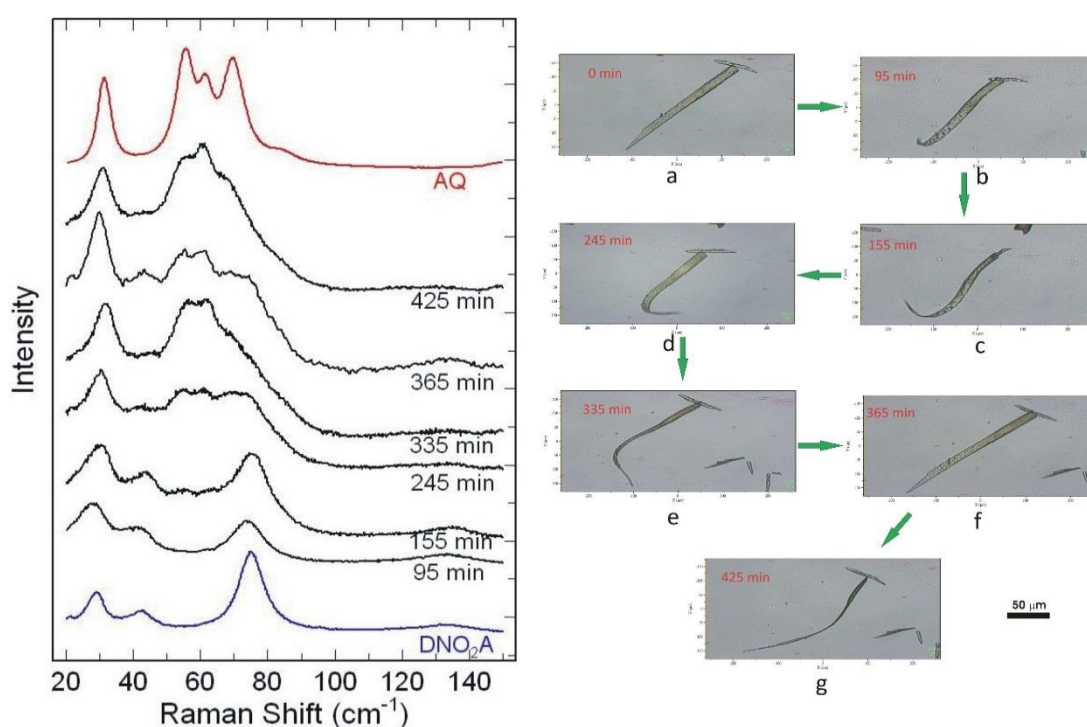 20 40 60 80 100 120 140
Raman Shift (cm⁻¹)
Intensity
AQ
425 min
365 min
335 min
245 min
155 min
95 min
DNO₂A
0 min
a
95 min
b
155 min
c
245 min
d
335 min
e
365 min
f
425 min
g
50 μm